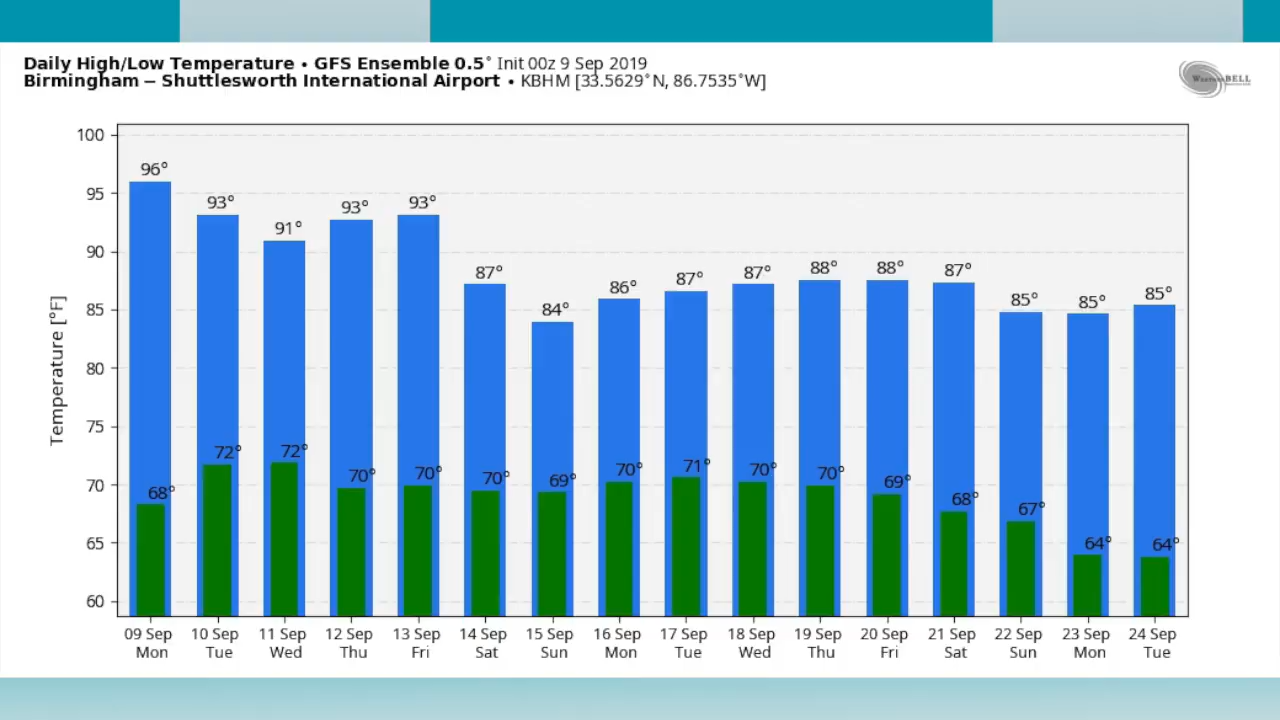 Daily High/Low Temperature • GFS Ensemble 0.5° Init 00z 9 Sep 2019
Birmingham – Shuttlesworth International Airport • KBHM [33.5629°N, 86.7535°W]
WeatherBELL
Temperature [°F]
100
95
90
85
80
75
70
65
60
96° 93° 91° 93° 93° 87° 84° 86° 87° 87° 88° 88° 87° 85° 85° 85°
68° 72° 72° 70° 70° 70° 69° 70° 71° 70° 70° 69° 68° 67° 64° 64°
09 Sep 10 Sep 11 Sep 12 Sep 13 Sep 14 Sep 15 Sep 16 Sep 17 Sep 18 Sep 19 Sep 20 Sep 21 Sep 22 Sep 23 Sep 24 Sep
Mon Tue Wed Thu Fri Sat Sun Mon Tue Wed Thu Fri Sat Sun Mon Tue